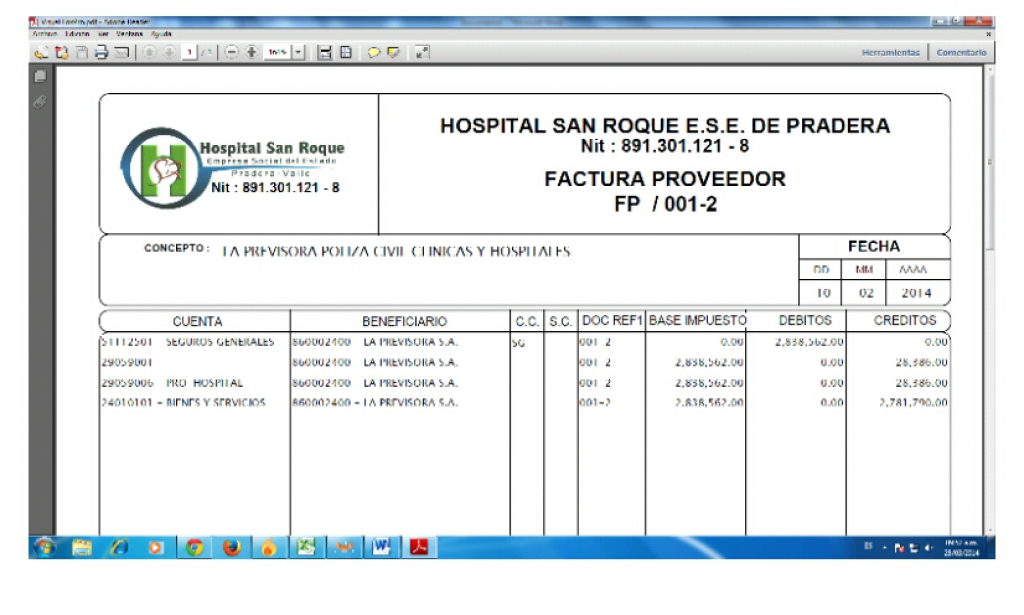 Visual FoxPro.pdf - Adobe Reader
Archivo Edición Ver Ventana Ayuda
1 / 1
Herramientas Comentario
Hospital San Roque
Empresa Social del Estado
Pradera-Valle
Nit : 891.301.121 - 8
HOSPITAL SAN ROQUE E.S.E. DE PRADERA
Nit : 891.301.121 - 8
FACTURA PROVEEDOR
FP / 001-2
CONCEPTO : LA PREVISORA POLIZA CIVIL CLINICAS Y HOSPITALES
FECHA
DD MM AAAA
10 02 2014
CUENTA BENEFICIARIO C.C. S.C. DOC REF1 BASE IMPUESTO DEBITOS CREDITOS
51112501 SEGUROS GENERALES 860002400 LA PREVISORA S.A. SG 001-2 0.00 2,838,562.00 0.00
29059001 860002400 LA PREVISORA S.A. 001-2 2,838,562.00 0.00 28,386.00
29059006 PRO HOSPITAL 860002400 LA PREVISORA S.A. 001-2 2,838,562.00 0.00 28,386.00
24010101 - BIENES Y SERVICIOS 860002400 - LA PREVISORA S.A. 001-2 2,838,562.00 0.00 2,781,790.00
ES